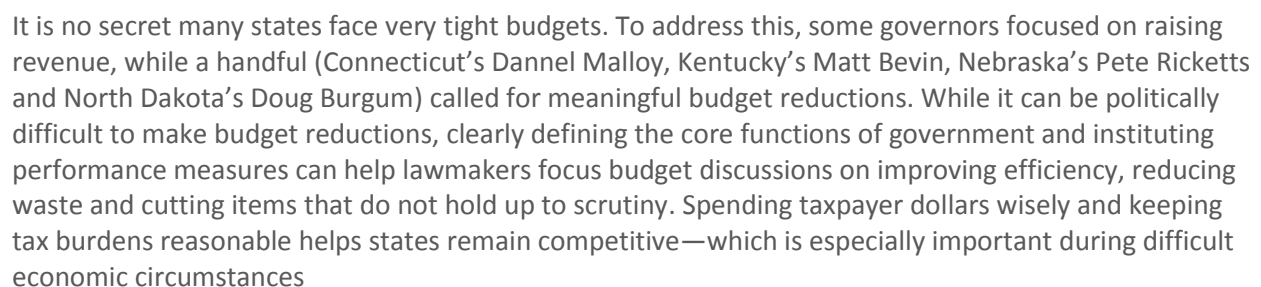 It is no secret many states face very tight budgets. To address this, some governors focused on raising
revenue, while a handful (Connecticut’s Dannel Malloy, Kentucky’s Matt Bevin, Nebraska’s Pete Ricketts
and North Dakota’s Doug Burgum) called for meaningful budget reductions. While it can be politically
difficult to make budget reductions, clearly defining the core functions of government and instituting
performance measures can help lawmakers focus budget discussions on improving efficiency, reducing
waste and cutting items that do not hold up to scrutiny. Spending taxpayer dollars wisely and keeping
tax burdens reasonable helps states remain competitive—which is especially important during difficult
economic circumstances